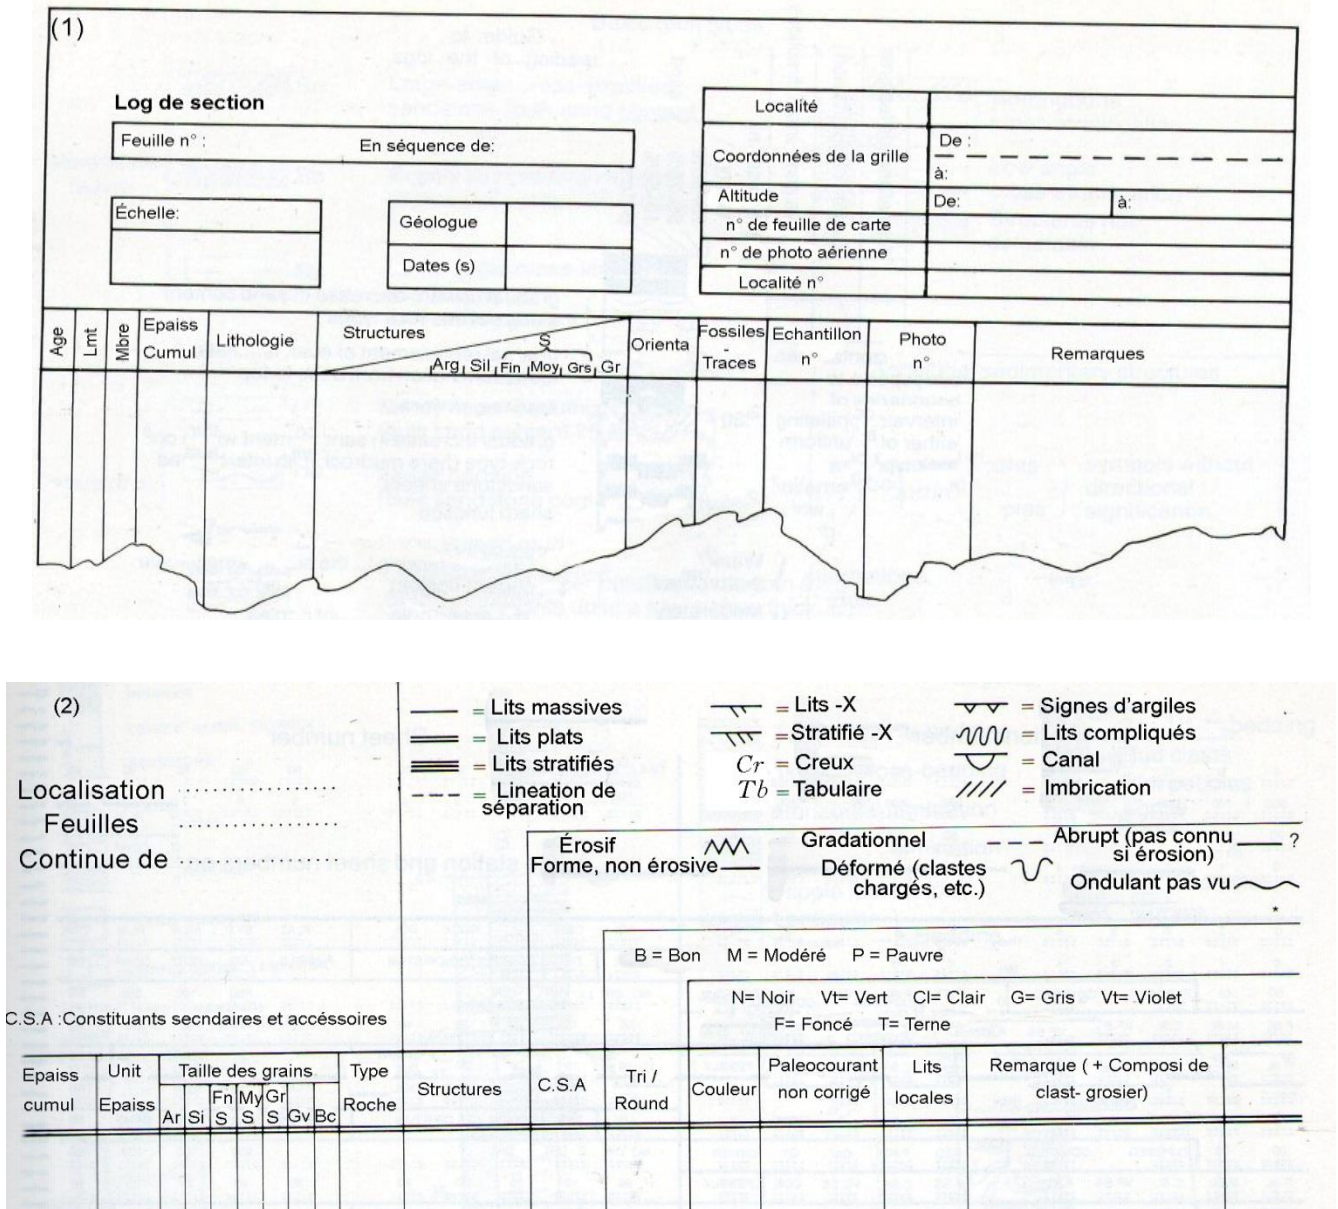 (1)
Log de section
Feuille n° : En séquence de:
Échelle:
Géologue
Dates (s)
Localité
Coordonnées de la grille
De :
à:
Altitude De: à:
n° de feuille de carte
n° de photo aérienne
Localité n°
Age Lmt Mbre Epaiss Cumul Lithologie Structures S Arg Sil Fin Moy Grs Gr Orienta Fossiles Traces Echantillon n° Photo n° Remarques
(2)
Localisation
Feuilles
Continue de
= Lits massives
= Lits plats
= Lits stratifiés
= Lineation de séparation
= Lits -X
=Stratifié -X
Cr = Creux
Tb = Tabulaire
= Signes d'argiles
= Lits compliqués
= Canal
= Imbrication
Érosif
Forme, non érosive
Gradationnel
Déformé (clastes chargés, etc.)
Abrupt (pas connu si érosion) ?
Ondulant pas vu
*
B = Bon M = Modéré P = Pauvre
N= Noir Vt= Vert Cl= Clair G= Gris Vt= Violet
F= Foncé T= Terne
C.S.A :Constituants secndaires et accéssoires
Epaiss cumul Unit Epaiss Taille des grains Ar Si Fn S My S Gr S Gv Bc Type Roche Structures C.S.A Tri / Round Couleur Paleocourant non corrigé Lits locales Remarque ( + Composi de clast- grosier)